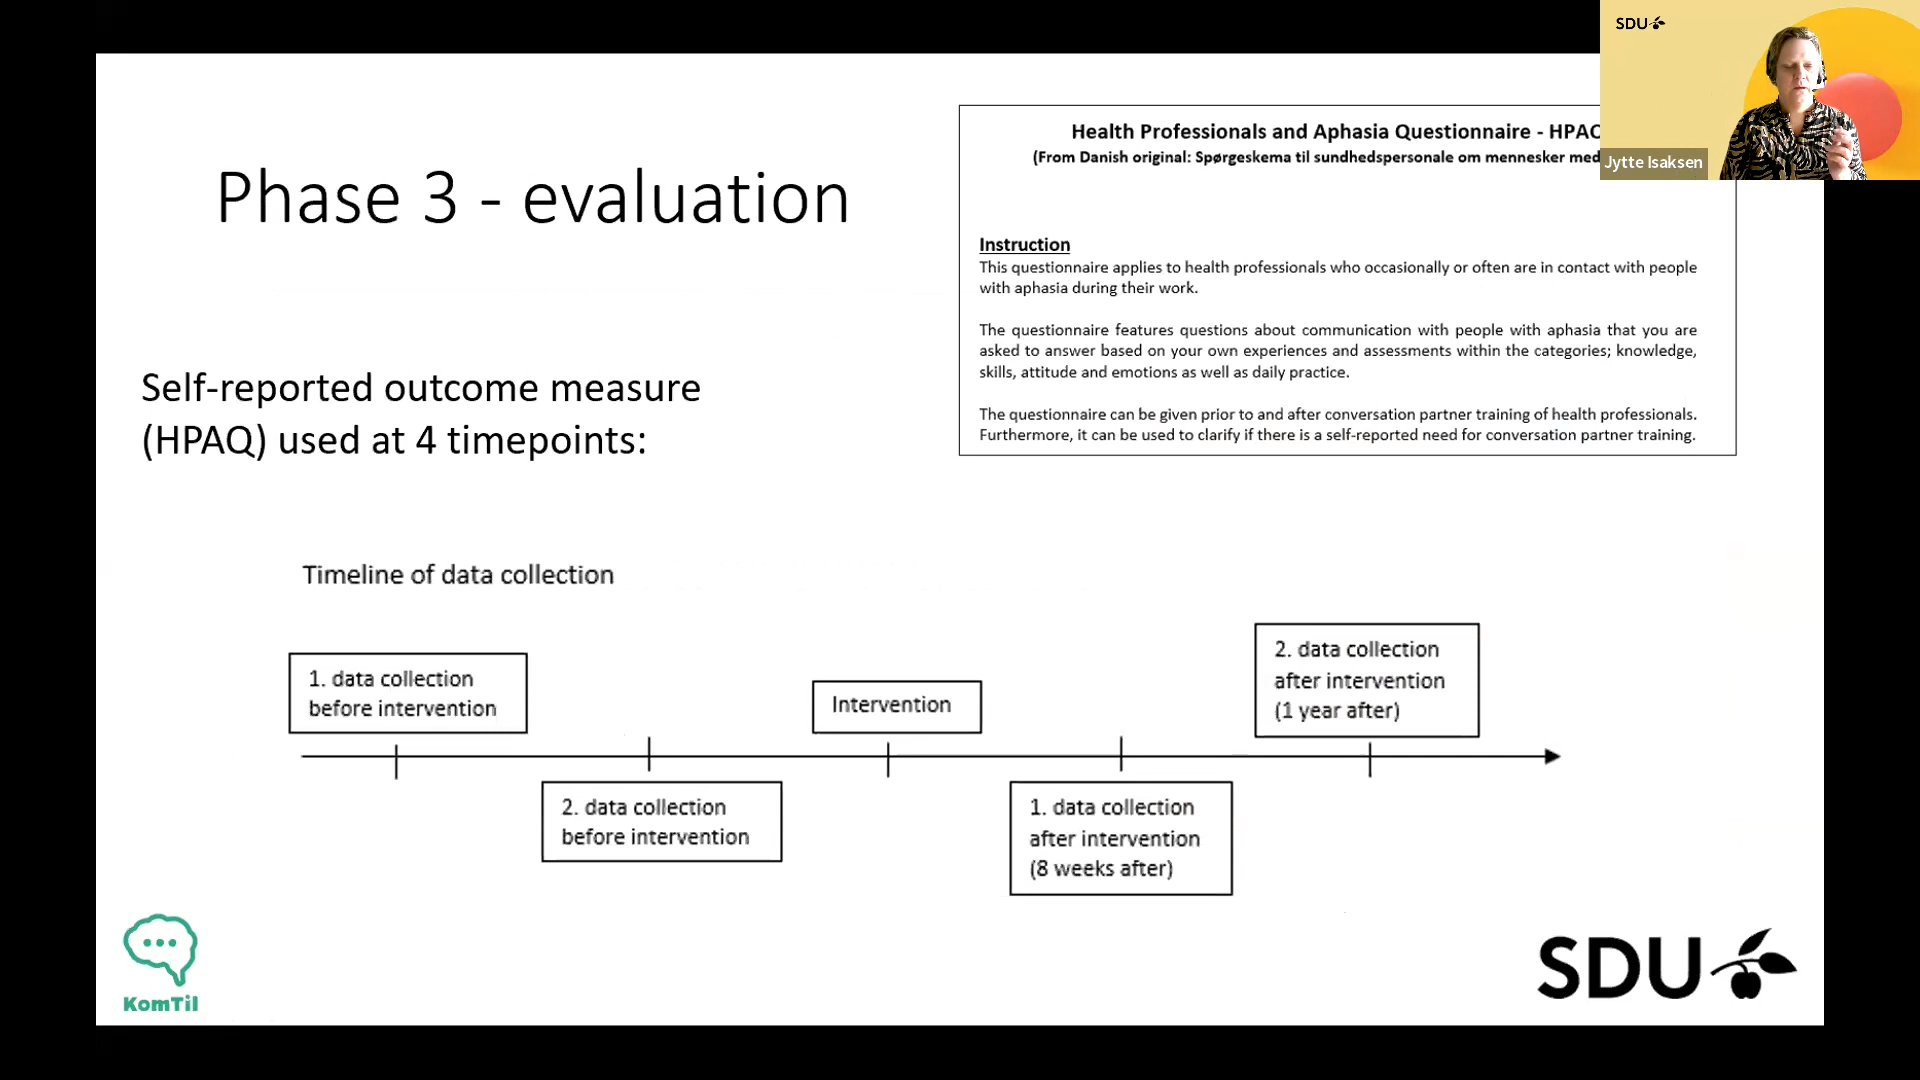 SDU
Jytte Isaksen
Phase 3 - evaluation
Health Professionals and Aphasia Questionnaire - HPAQ
(From Danish original: Spørgeskema til sundhedspersonale om mennesker med
Instruction
This questionnaire applies to health professionals who occasionally or often are in contact with people
with aphasia during their work.
The questionnaire features questions about communication with people with aphasia that you are
asked to answer based on your own experiences and assessments within the categories; knowledge,
skills, attitude and emotions as well as daily practice.
The questionnaire can be given prior to and after conversation partner training of health professionals.
Furthermore, it can be used to clarify if there is a self-reported need for conversation partner training.
Self-reported outcome measure
(HPAQ) used at 4 timepoints:
Timeline of data collection
1. data collection
before intervention
2. data collection
before intervention
Intervention
1. data collection
after intervention
(8 weeks after)
2. data collection
after intervention
(1 year after)
KomTil
SDU